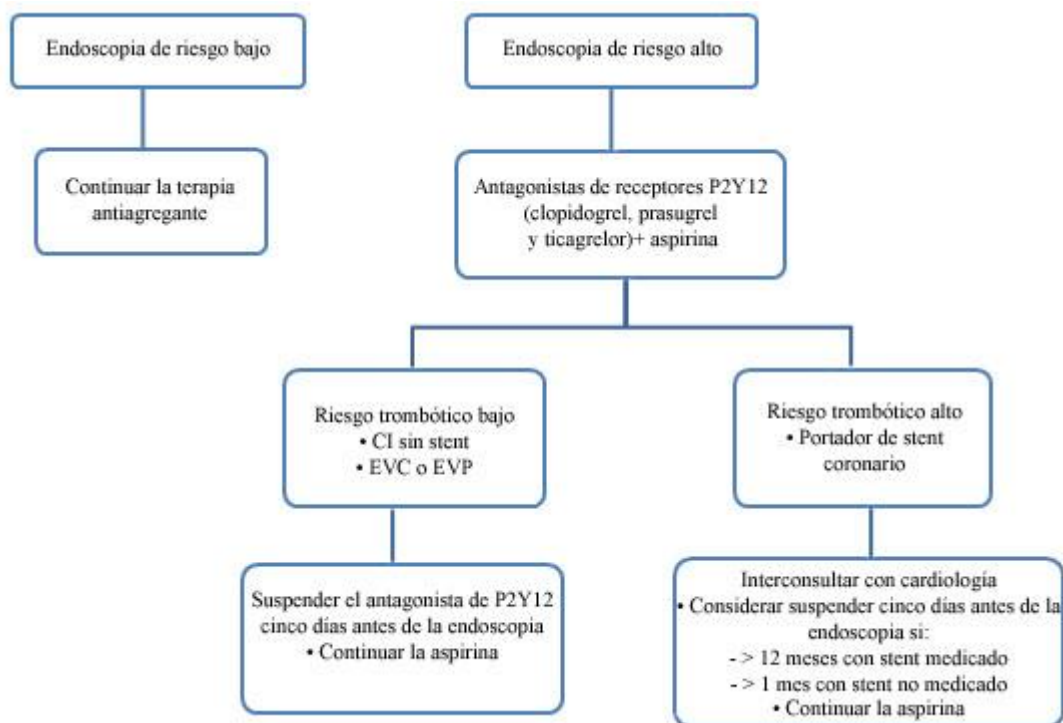 Endoscopia de riesgo bajo
Endoscopia de riesgo alto
Continuar la terapia
antiagregante
Antagonistas de receptores P2Y12
(clopidogrel, prasugrel
y ticagrelor)+ aspirina
Riesgo trombótico bajo
• CI sin stent
• EVC o EVP
Riesgo trombótico alto
• Portador de stent
coronario
Suspender el antagonista de P2Y12
cinco días antes de la endoscopia
• Continuar la aspirina
Interconsultar con cardiología
• Considerar suspender cinco días antes de la
endoscopia si:
- > 12 meses con stent medicado
- > 1 mes con stent no medicado
• Continuar la aspirina